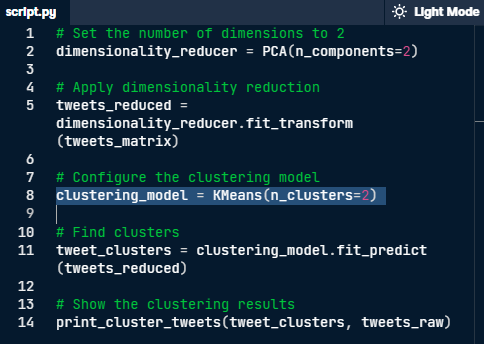 script.py
Light Mode
1 # Set the number of dimensions to 2
2 dimensionality_reducer = PCA(n_components=2)
3
4 # Apply dimensionality reduction
5 tweets_reduced =
dimensionality_reducer.fit_transform
(tweets_matrix)
6
7 # Configure the clustering model
8 clustering_model = KMeans(n_clusters=2)
9
10 # Find clusters
11 tweet_clusters = clustering_model.fit_predict
(tweets_reduced)
12
13 # Show the clustering results
14 print_cluster_tweets(tweet_clusters, tweets_raw)